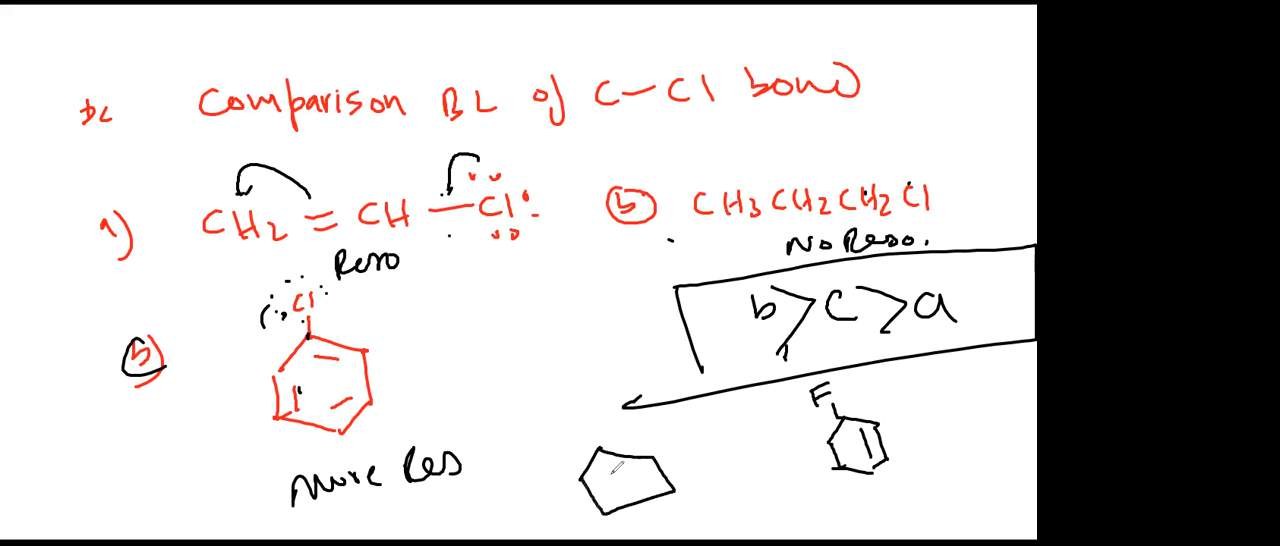 Comparison BL of C-Cl bond
a) CH2 = CH - Cl
(b) CH3CH2CH2Cl
Reso
No Reso.
Cl
b > C > a
b)
F
More Res